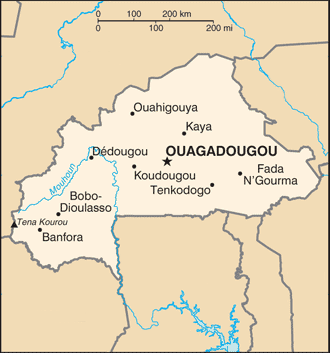 0 100 200 km
0 100 200 mi
Ouahigouya
Kaya
OUAGADOUGOU
Dédougou
Koudougou
Fada
N'Gourma
Tenkodogo
Mouhoun
Bobo-
Dioulasso
Tena Kourou
Banfora